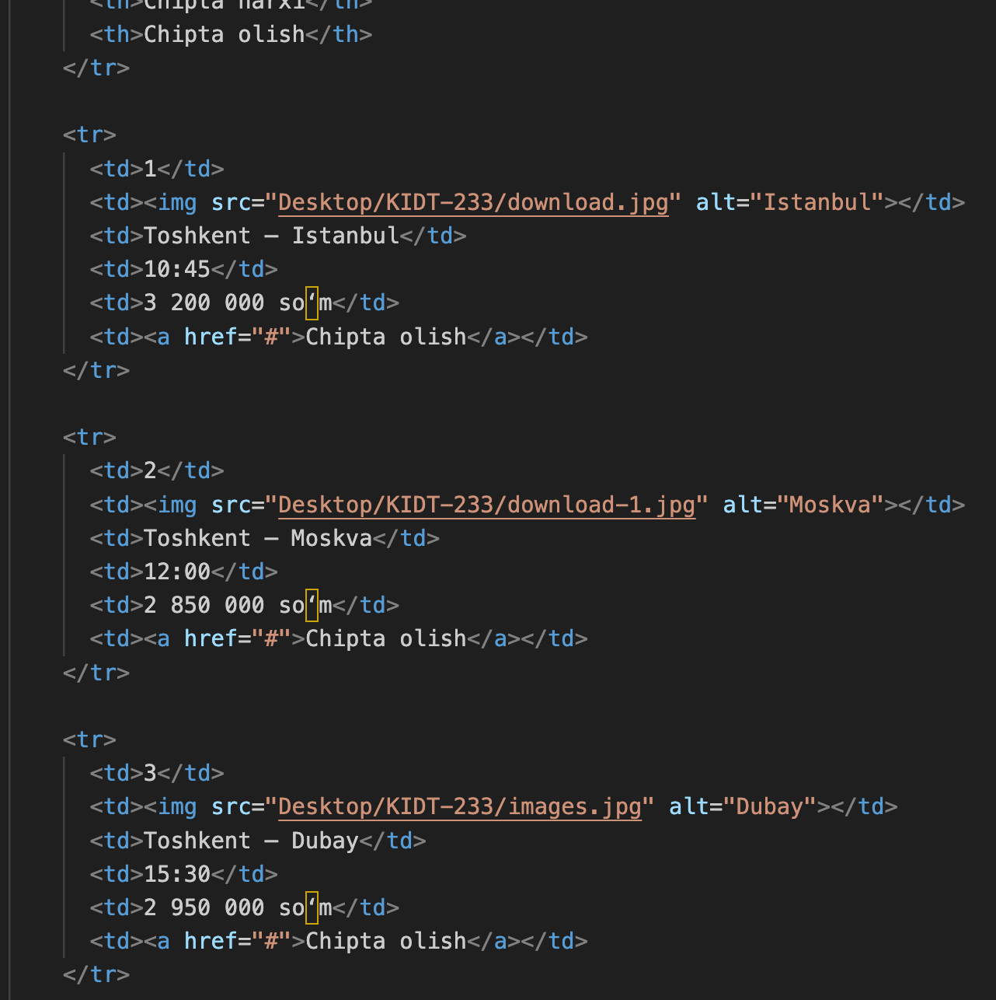 <th>Chipta narxi</th>
<th>Chipta olish</th>
</tr>
<tr>
<td>1</td>
<td><img src="Desktop/KIDT-233/download.jpg" alt="Istanbul"></td>
<td>Toshkent – Istanbul</td>
<td>10:45</td>
<td>3 200 000 so‘m</td>
<td><a href="#">Chipta olish</a></td>
</tr>
<tr>
<td>2</td>
<td><img src="Desktop/KIDT-233/download-1.jpg" alt="Moskva"></td>
<td>Toshkent – Moskva</td>
<td>12:00</td>
<td>2 850 000 so‘m</td>
<td><a href="#">Chipta olish</a></td>
</tr>
<tr>
<td>3</td>
<td><img src="Desktop/KIDT-233/images.jpg" alt="Dubay"></td>
<td>Toshkent – Dubay</td>
<td>15:30</td>
<td>2 950 000 so‘m</td>
<td><a href="#">Chipta olish</a></td>
</tr>